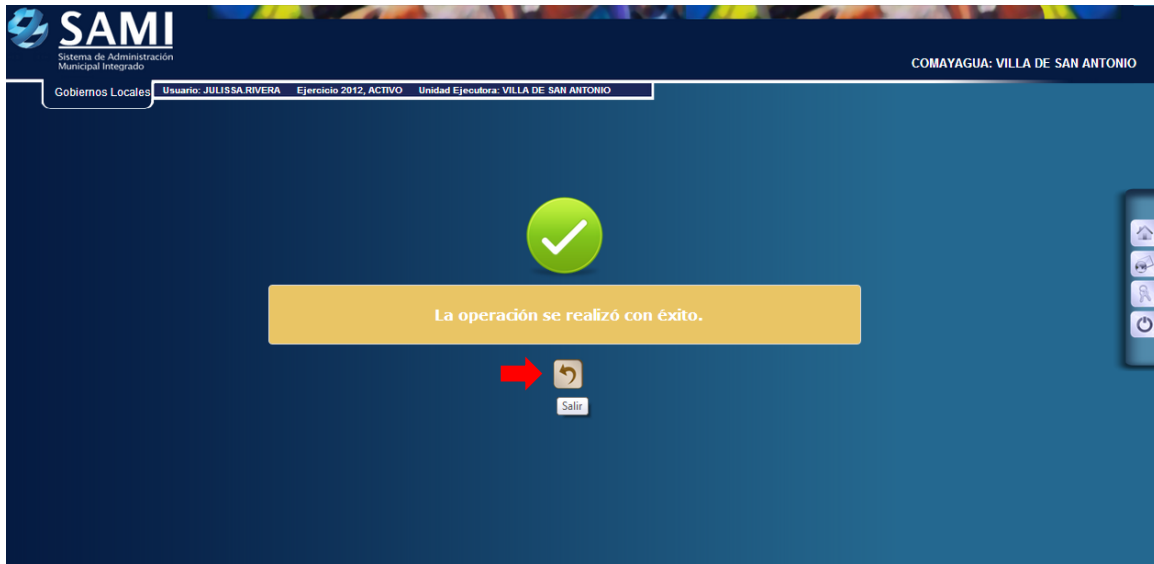 SAMI
Sistema de Administración
Municipal Integrado
COMAYAGUA: VILLA DE SAN ANTONIO
Gobiernos Locales
Usuario: JULISSA.RIVERA Ejercicio 2012, ACTIVO Unidad Ejecutora: VILLA DE SAN ANTONIO
La operación se realizó con éxito.
Salir